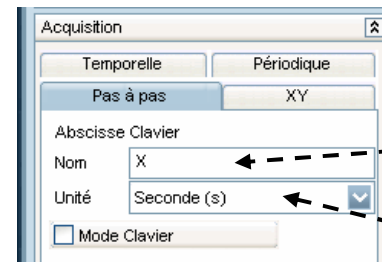 Acquisition
Temporelle Périodique
Pas à pas XY
Abscisse Clavier
Nom X
Unité Seconde (s)
Mode Clavier